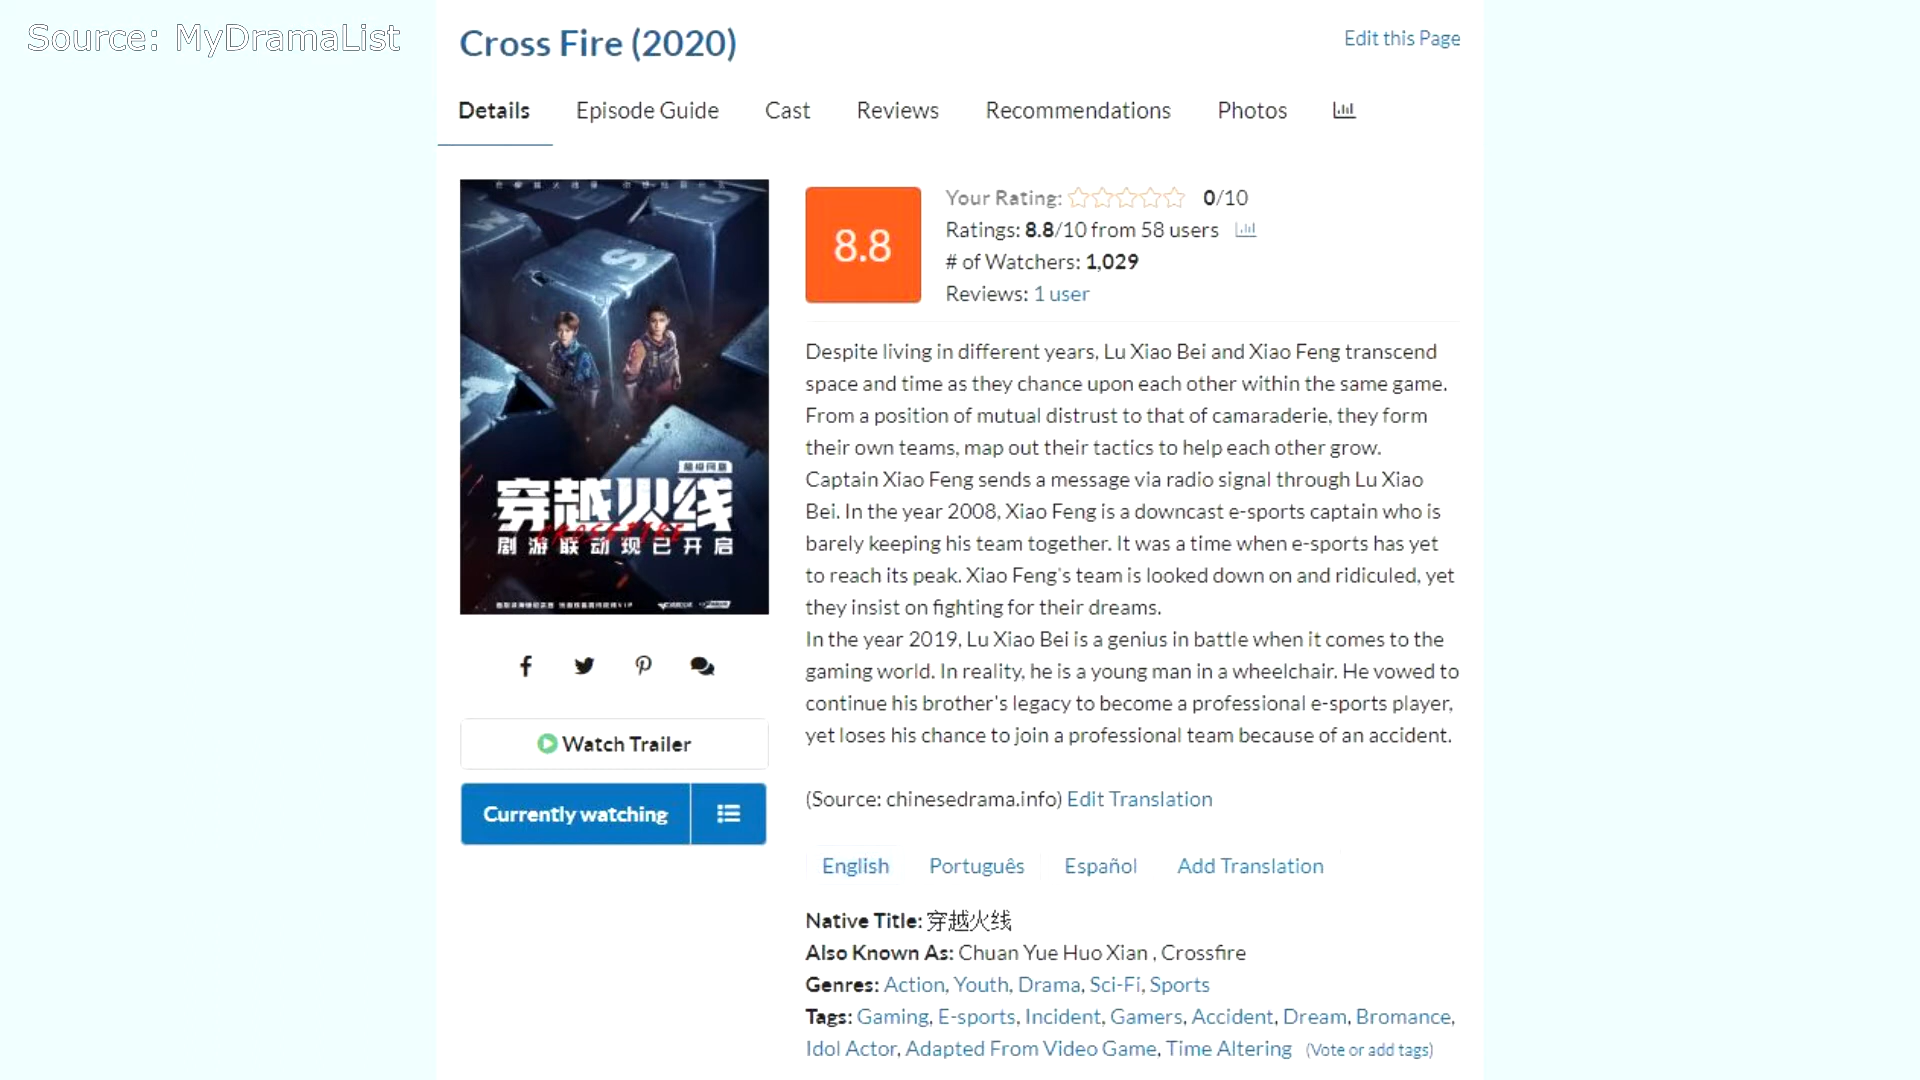 Source: MyDramaList
Cross Fire (2020)
Edit this Page
Details Episode Guide Cast Reviews Recommendations Photos
W E D
S
穿越火线
CROSSFIRE
剧游联动现已开启
8.8
Your Rating: 0/10
Ratings: 8.8/10 from 58 users
# of Watchers: 1,029
Reviews: 1 user
Despite living in different years, Lu Xiao Bei and Xiao Feng transcend
space and time as they chance upon each other within the same game.
From a position of mutual distrust to that of camaraderie, they form
their own teams, map out their tactics to help each other grow.
Captain Xiao Feng sends a message via radio signal through Lu Xiao
Bei. In the year 2008, Xiao Feng is a downcast e-sports captain who is
barely keeping his team together. It was a time when e-sports has yet
to reach its peak. Xiao Feng's team is looked down on and ridiculed, yet
they insist on fighting for their dreams.
In the year 2019, Lu Xiao Bei is a genius in battle when it comes to the
gaming world. In reality, he is a young man in a wheelchair. He vowed to
continue his brother's legacy to become a professional e-sports player,
yet loses his chance to join a professional team because of an accident.
(Source: chinesedrama.info) Edit Translation
English Português Español Add Translation
Native Title: 穿越火线
Also Known As: Chuan Yue Huo Xian , Crossfire
Genres: Action, Youth, Drama, Sci-Fi, Sports
Tags: Gaming, E-sports, Incident, Gamers, Accident, Dream, Bromance,
Idol Actor, Adapted From Video Game, Time Altering (Vote or add tags)
Watch Trailer
Currently watching